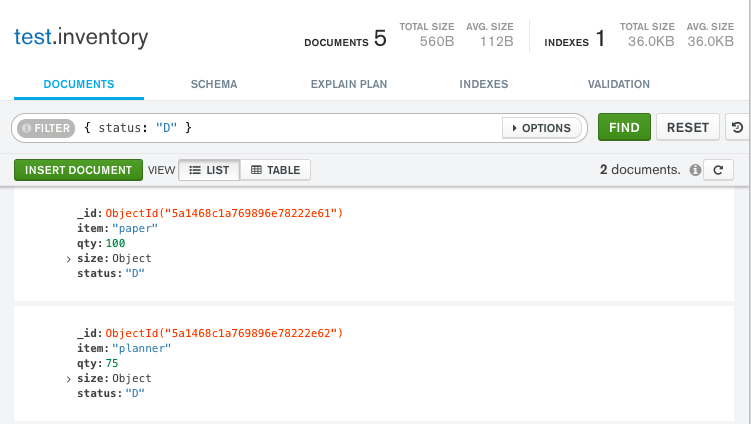 test.inventory
DOCUMENTS 5 TOTAL SIZE 560B AVG. SIZE 112B INDEXES 1 TOTAL SIZE 36.0KB AVG. SIZE 36.0KB
DOCUMENTS SCHEMA EXPLAIN PLAN INDEXES VALIDATION
FILTER { status: "D" } OPTIONS FIND RESET
INSERT DOCUMENT VIEW LIST TABLE 2 documents.
_id: ObjectId("5a1468c1a769896e78222e61")
item: "paper"
qty: 100
size: Object
status: "D"
_id: ObjectId("5a1468c1a769896e78222e62")
item: "planner"
qty: 75
size: Object
status: "D"